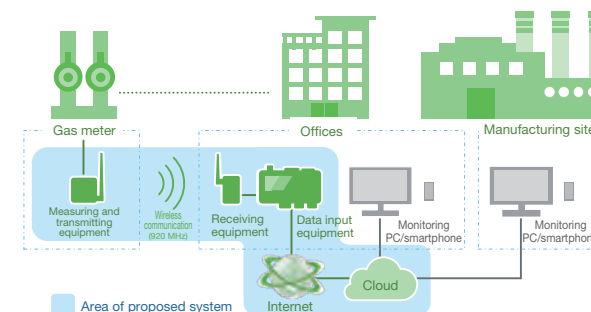 Gas meter
Offices
Manufacturing site
Measuring and
transmitting
equipment
Wireless
communication
(920 MHz)
Receiving
equipment
Data input
equipment
Monitoring
PC/smartphone
Monitoring
PC/smartphon
Internet
Cloud
Area of proposed system